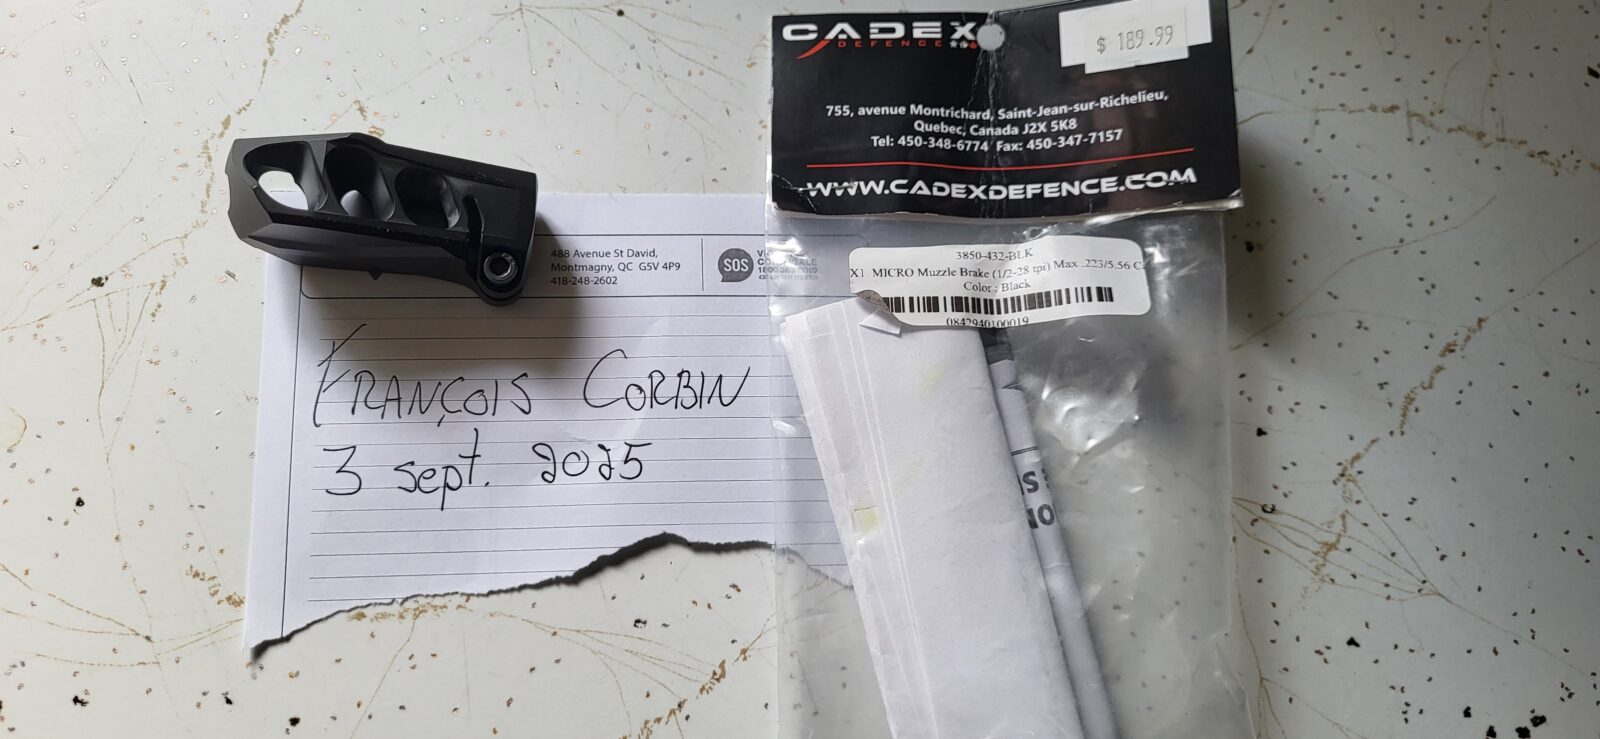 488 Avenue St David,
Montmagny, QC G5V 4P9
418-248-2602
SOS
FRANÇOIS CORBIN
3 sept. 2025
CADEX
DEFENCE
$ 189.99
755, avenue Montrichard, Saint-Jean-sur-Richelieu,
Quebec, Canada J2X 5K8
Tel: 450-348-6774 Fax: 450-347-7157
WWW.CADEXDEFENCE.COM
3850-432-BLK
X1 MICRO Muzzle Brake (1/2-28 tpi) Max .223/5.56 C
Color : Black
0842940100019